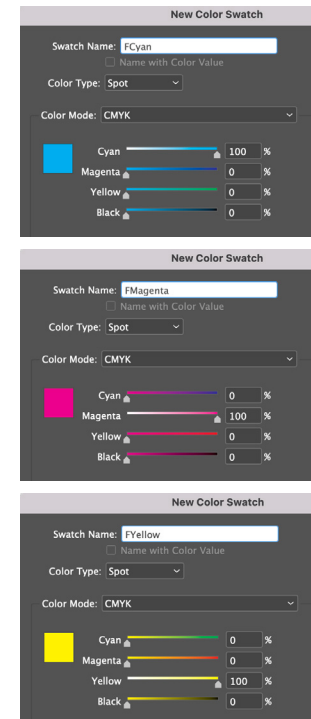 New Color Swatch
Swatch Name: FCyan
Name with Color Value
Color Type: Spot
Color Mode: CMYK
Cyan 100 %
Magenta 0 %
Yellow 0 %
Black 0 %
New Color Swatch
Swatch Name: FMagenta
Name with Color Value
Color Type: Spot
Color Mode: CMYK
Cyan 0 %
Magenta 100 %
Yellow 0 %
Black 0 %
New Color Swatch
Swatch Name: FYellow
Name with Color Value
Color Type: Spot
Color Mode: CMYK
Cyan 0 %
Magenta 0 %
Yellow 100 %
Black 0 %